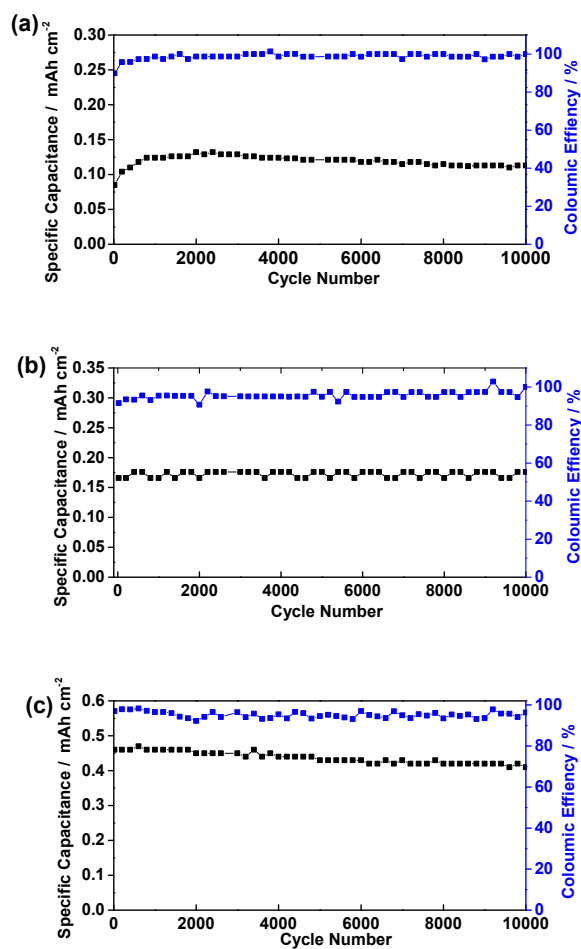 (a)
0.30
0.25
0.20
0.15
0.10
0.05
0.00
Specific Capacitance / mAh cm⁻²
0 2000 4000 6000 8000 10000
Cycle Number
100
80
60
40
20
0
Coloumic Effiency / %
(b)
0.35
0.30
0.25
0.20
0.15
0.10
0.05
0.00
Specific Capacitance / mAh cm⁻²
0 2000 4000 6000 8000 10000
Cycle Number
100
80
60
40
20
0
Coloumic Effiency / %
(c)
0.6
0.5
0.4
0.3
0.2
0.1
0.0
Specific Capacitance / mAh cm⁻²
0 2000 4000 6000 8000 10000
Cycle Number
100
80
60
40
20
0
Coloumic Effiency / %